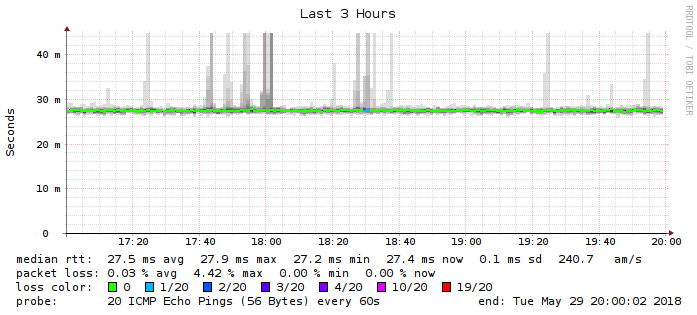 Last 3 Hours
RRDTOOL / TOBI OETIKER
Seconds
40 m
30 m
20 m
10 m
0
17:20 17:40 18:00 18:20 18:40 19:00 19:20 19:40 20:00
median rtt: 27.5 ms avg 27.9 ms max 27.2 ms min 27.4 ms now 0.1 ms sd 240.7 am/s
packet loss: 0.03 % avg 4.42 % max 0.00 % min 0.00 % now
loss color: 0 1/20 2/20 3/20 4/20 10/20 19/20
probe: 20 ICMP Echo Pings (56 Bytes) every 60s end: Tue May 29 20:00:02 2018